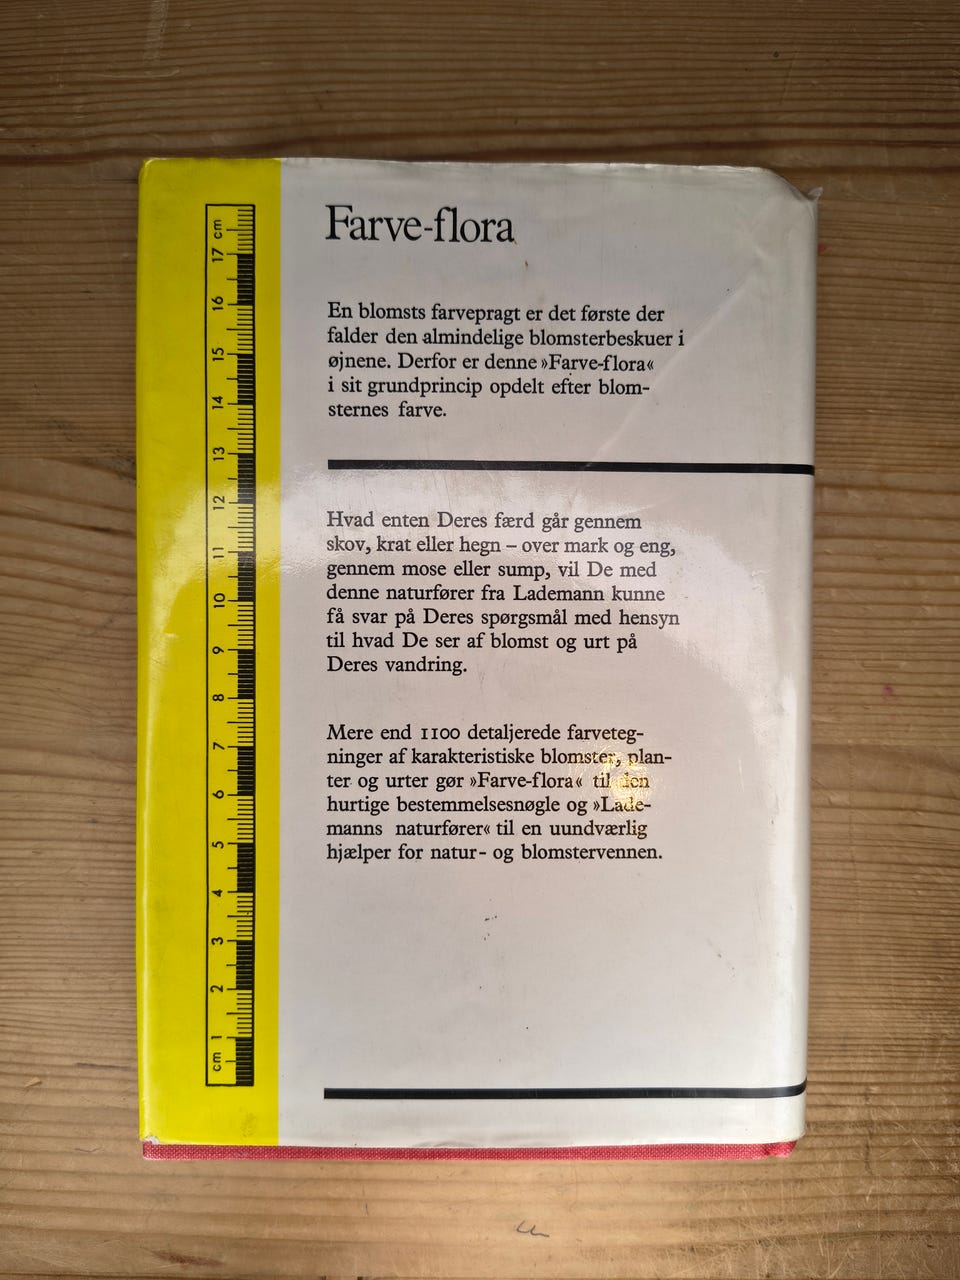 Farve-flora
En blomsts farvepragt er det første der
falder den almindelige blomsterbeskuer i
øjnene. Derfor er denne »Farve-flora«
i sit grundprincip opdelt efter blom-
sternes farve.
Hvad enten Deres færd går gennem
skov, krat eller hegn – over mark og eng,
gennem mose eller sump, vil De med
denne naturfører fra Lademann kunne
få svar på Deres spørgsmål med hensyn
til hvad De ser af blomst og urt på
Deres vandring.
Mere end 1100 detaljerede farveteg-
ninger af karakteristiske blomster, plan-
ter og urter gør »Farve-flora« til den
hurtige bestemmelsesnøgle og »Lade-
manns naturfører« til en uundværlig
hjælper for natur- og blomstervennen.
cm 1 2 3 4 5 6 7 8 9 10 11 12 13 14 15 16 17 cm